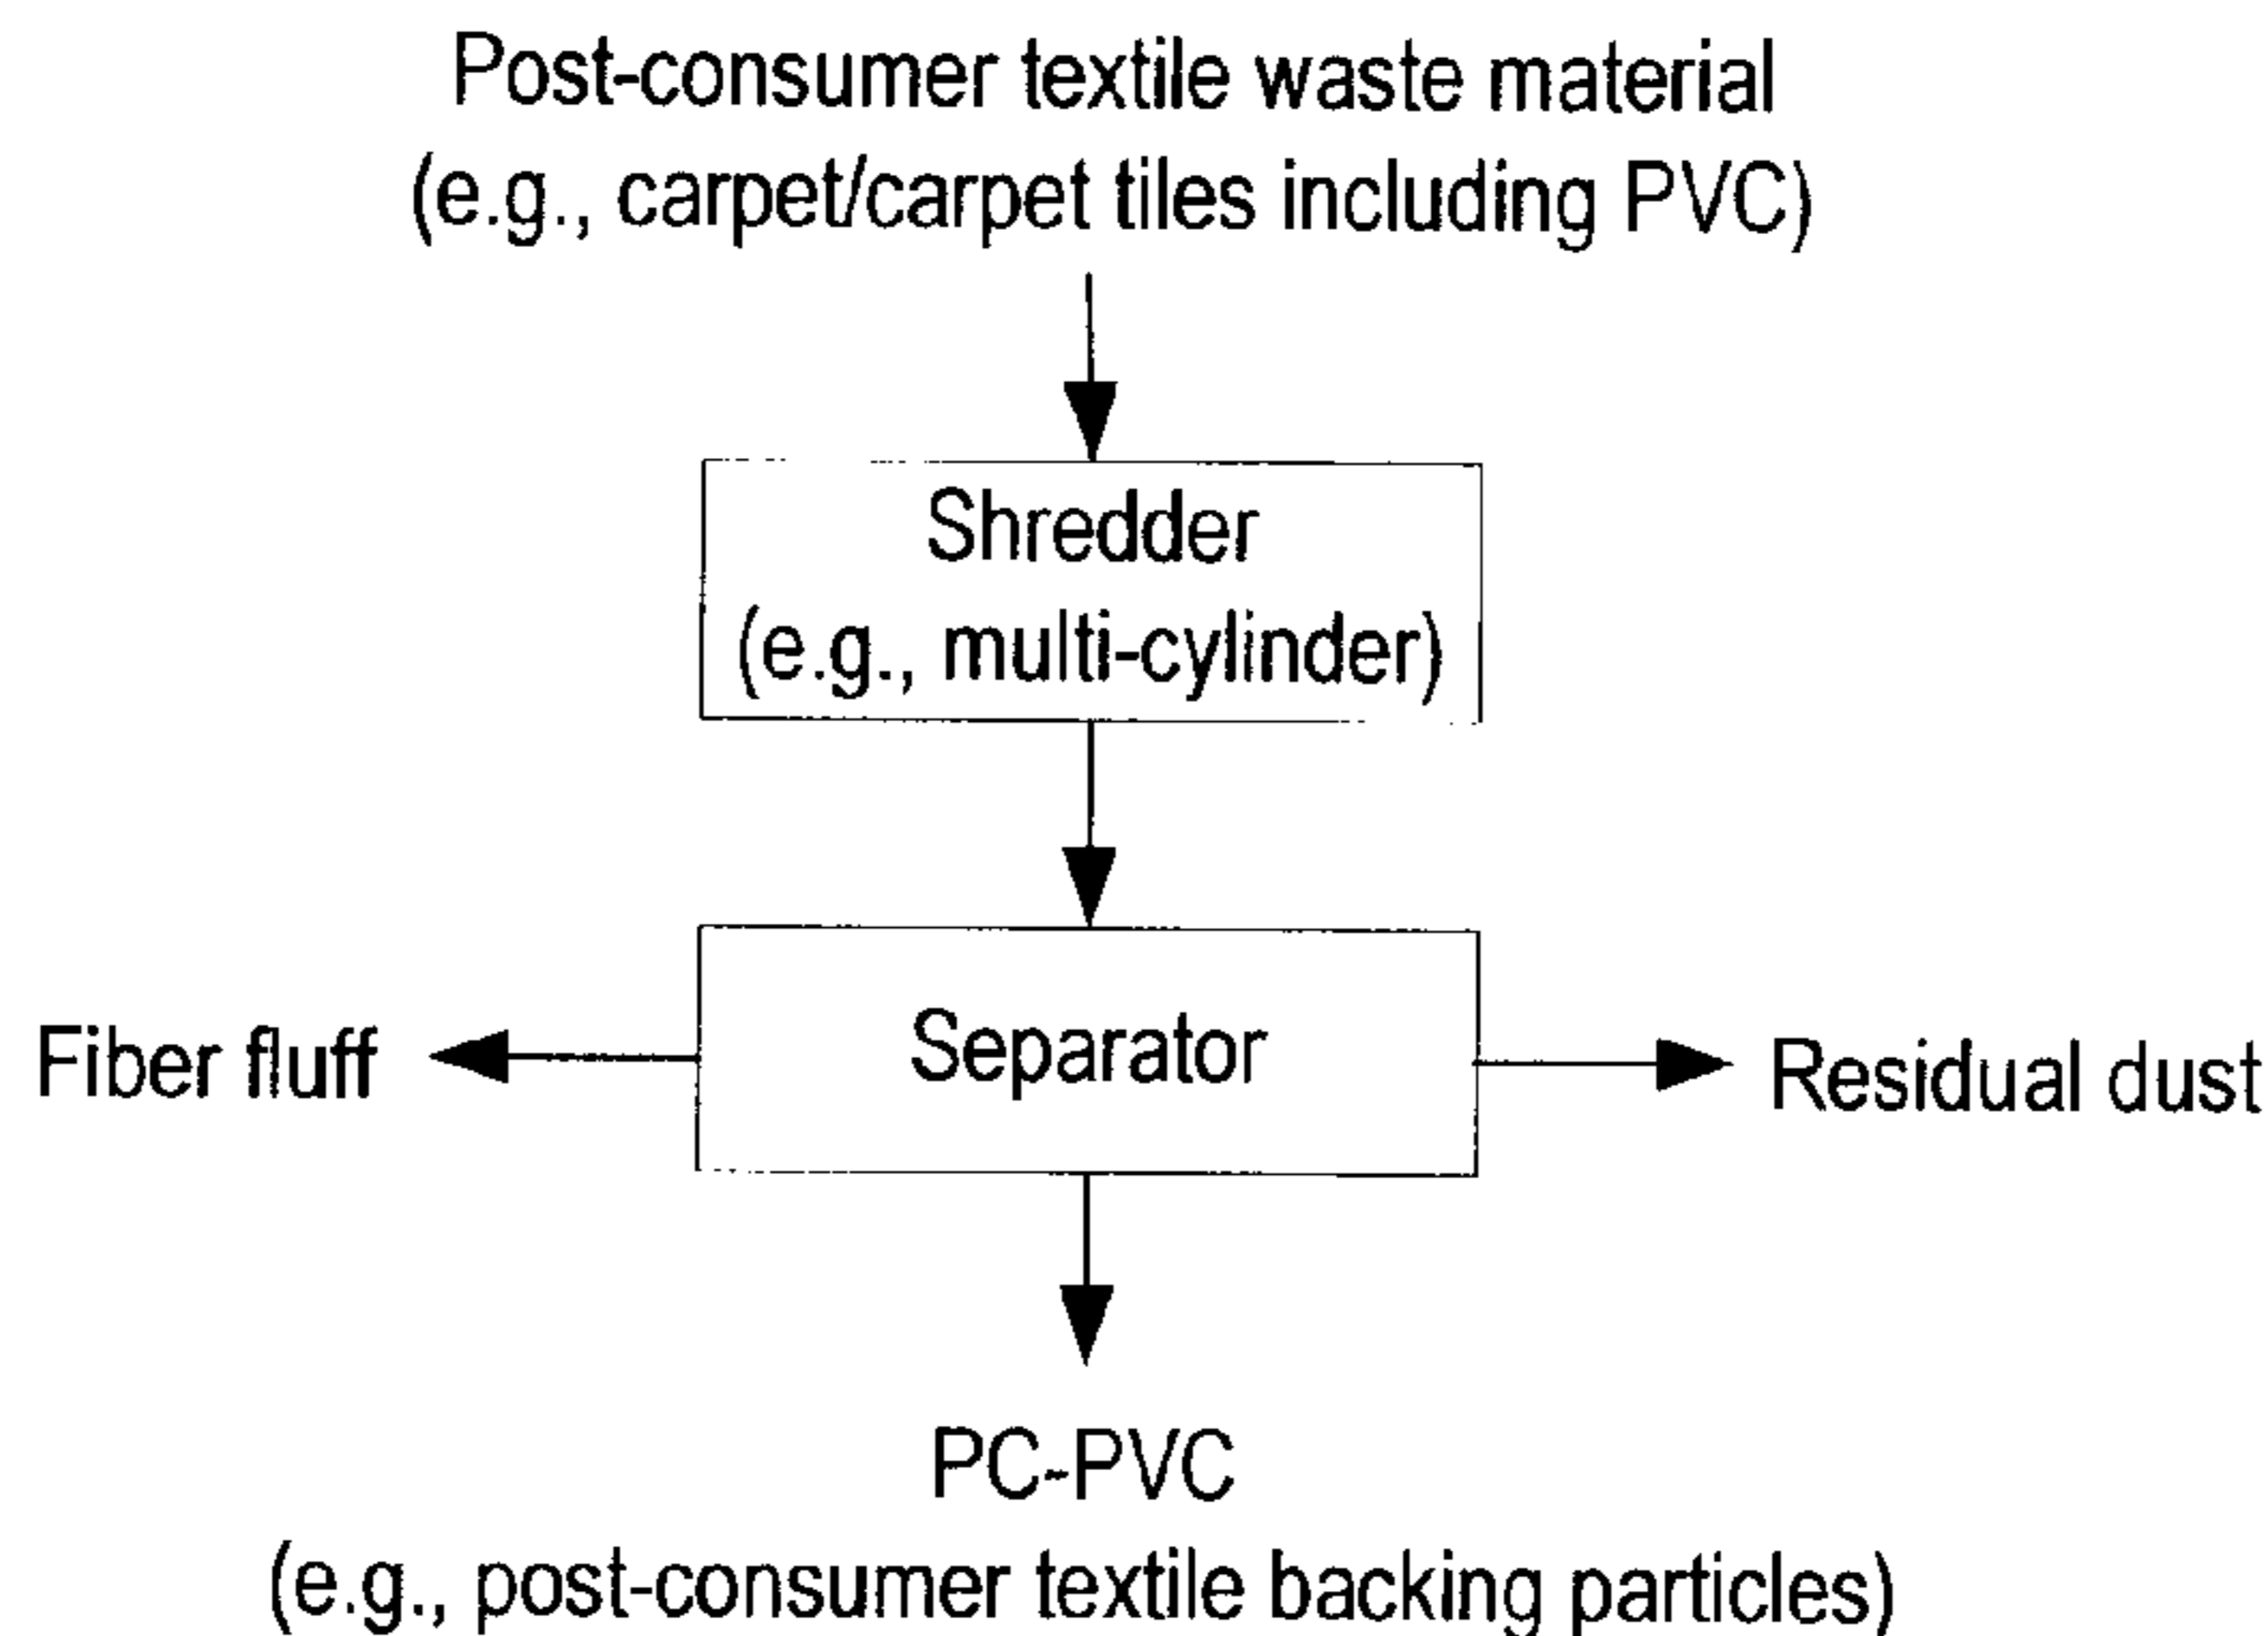 Post-consumer textile waste material
(e.g., carpet/carpet tiles including PVC)
Shredder
(e.g., multi-cylinder)
Separator
Fiber fluff
Residual dust
PC-PVC
(e.g., post-consumer textile backing particles)